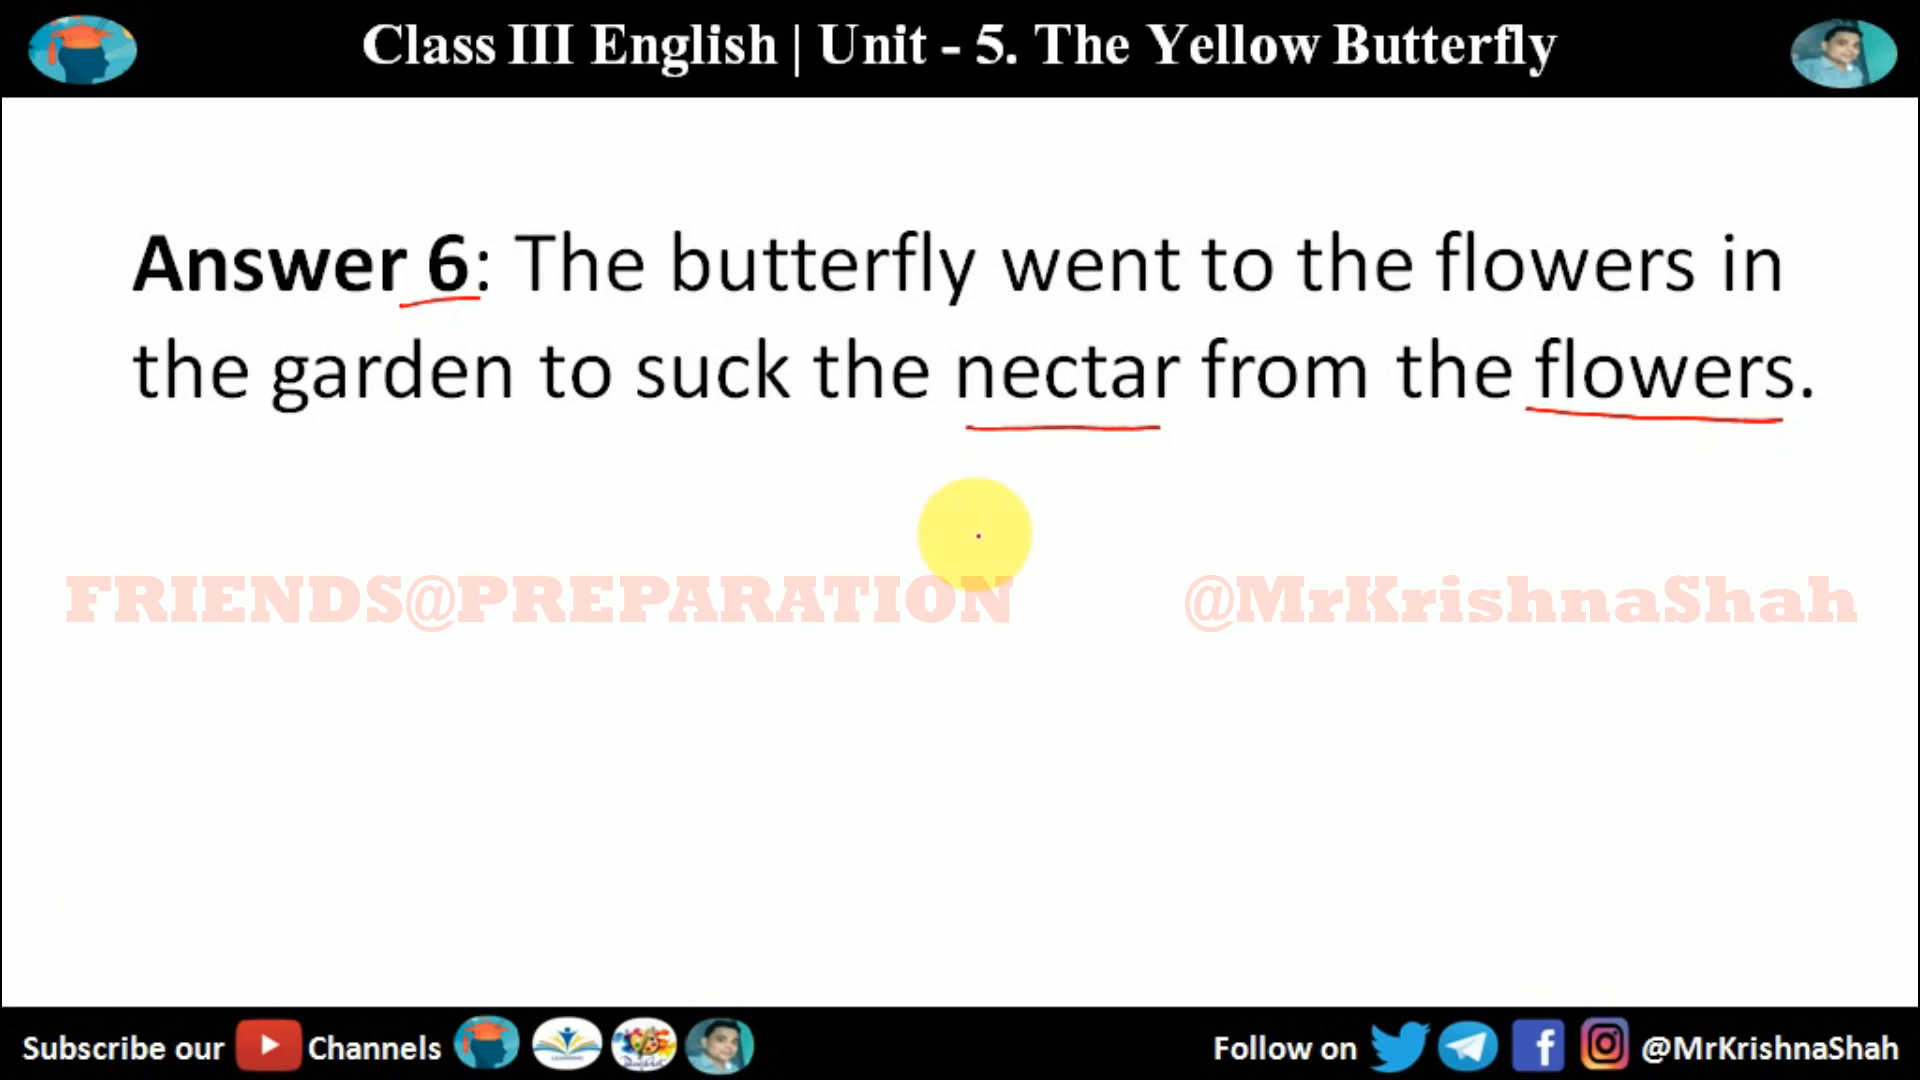 Class III English | Unit - 5. The Yellow Butterfly
Answer 6: The butterfly went to the flowers in
the garden to suck the nectar from the flowers.
FRIENDS@PREPARATION @MrKrishnaShah
Subscribe our Channels Follow on @MrKrishnaShah